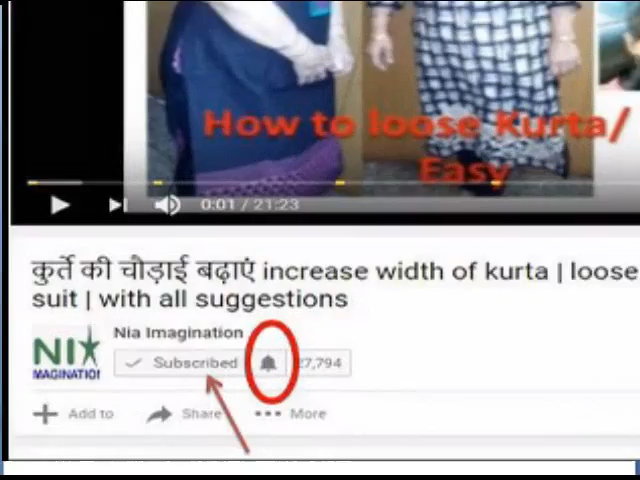 How to loose Kurta/
Easy
0:01 / 21:23
कुर्ते की चौड़ाई बढ़ाएं increase width of kurta | loose
suit | with all suggestions
Nia Imagination
NIA
IMAGINATION
Subscribed 27,794
Add to Share More